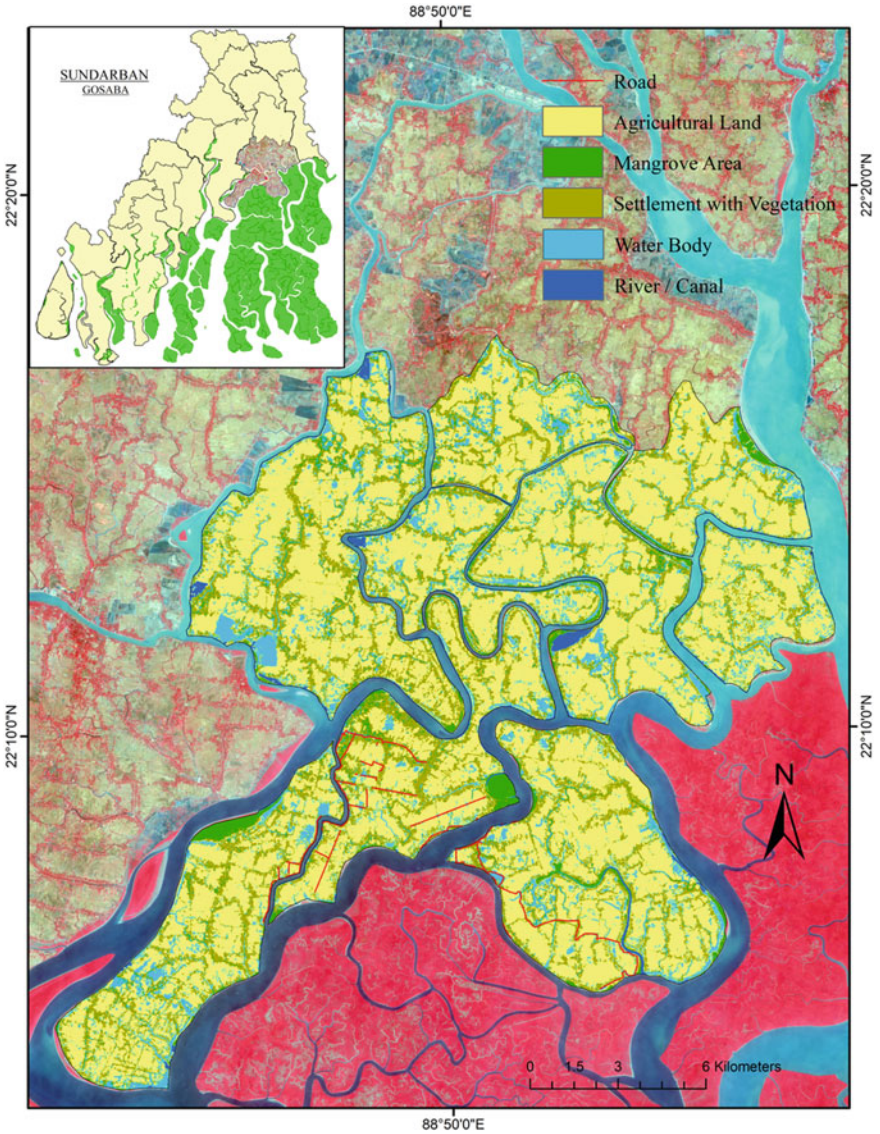 88°50'0"E
SUNDARBAN
GOSABA
Road
Agricultural Land
Mangrove Area
Settlement with Vegetation
Water Body
River / Canal
22°20'0"N
22°20'0"N
22°10'0"N
22°10'0"N
N
0 1.5 3 6 Kilometers
88°50'0"E